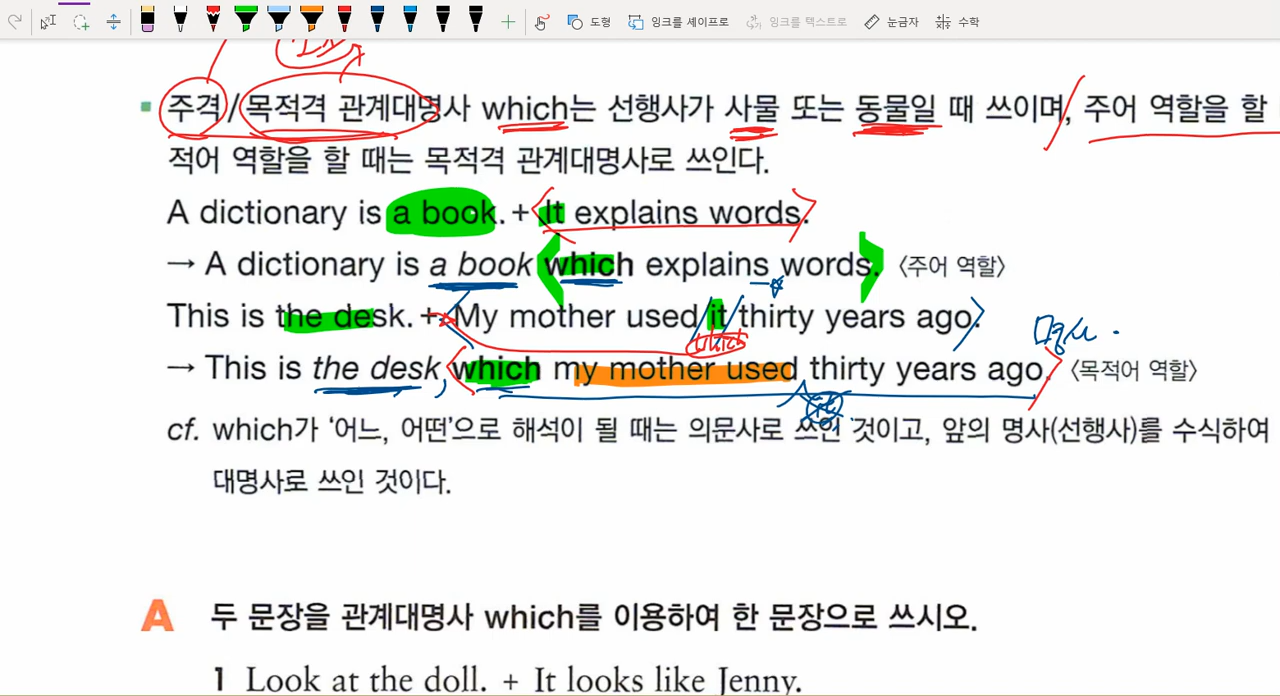 도형 잉크를 셰이프로 잉크를 텍스트로 눈금자 수학
주격/목적격 관계대명사 which는 선행사가 사물 또는 동물일 때 쓰이며, 주어 역할을 할
적어 역할을 할 때는 목적격 관계대명사로 쓰인다.
A dictionary is a book. + It explains words.
→ A dictionary is a book which explains words. 〈주어 역할〉
This is the desk. + My mother used it thirty years ago.
which
명사
→ This is the desk which my mother used thirty years ago. 〈목적어 역할〉
cf. which가 '어느, 어떤'으로 해석이 될 때는 의문사로 쓰인 것이고, 앞의 명사(선행사)를 수식하여
대명사로 쓰인 것이다.
A 두 문장을 관계대명사 which를 이용하여 한 문장으로 쓰시오.
1 Look at the doll. + It looks like Jenny.